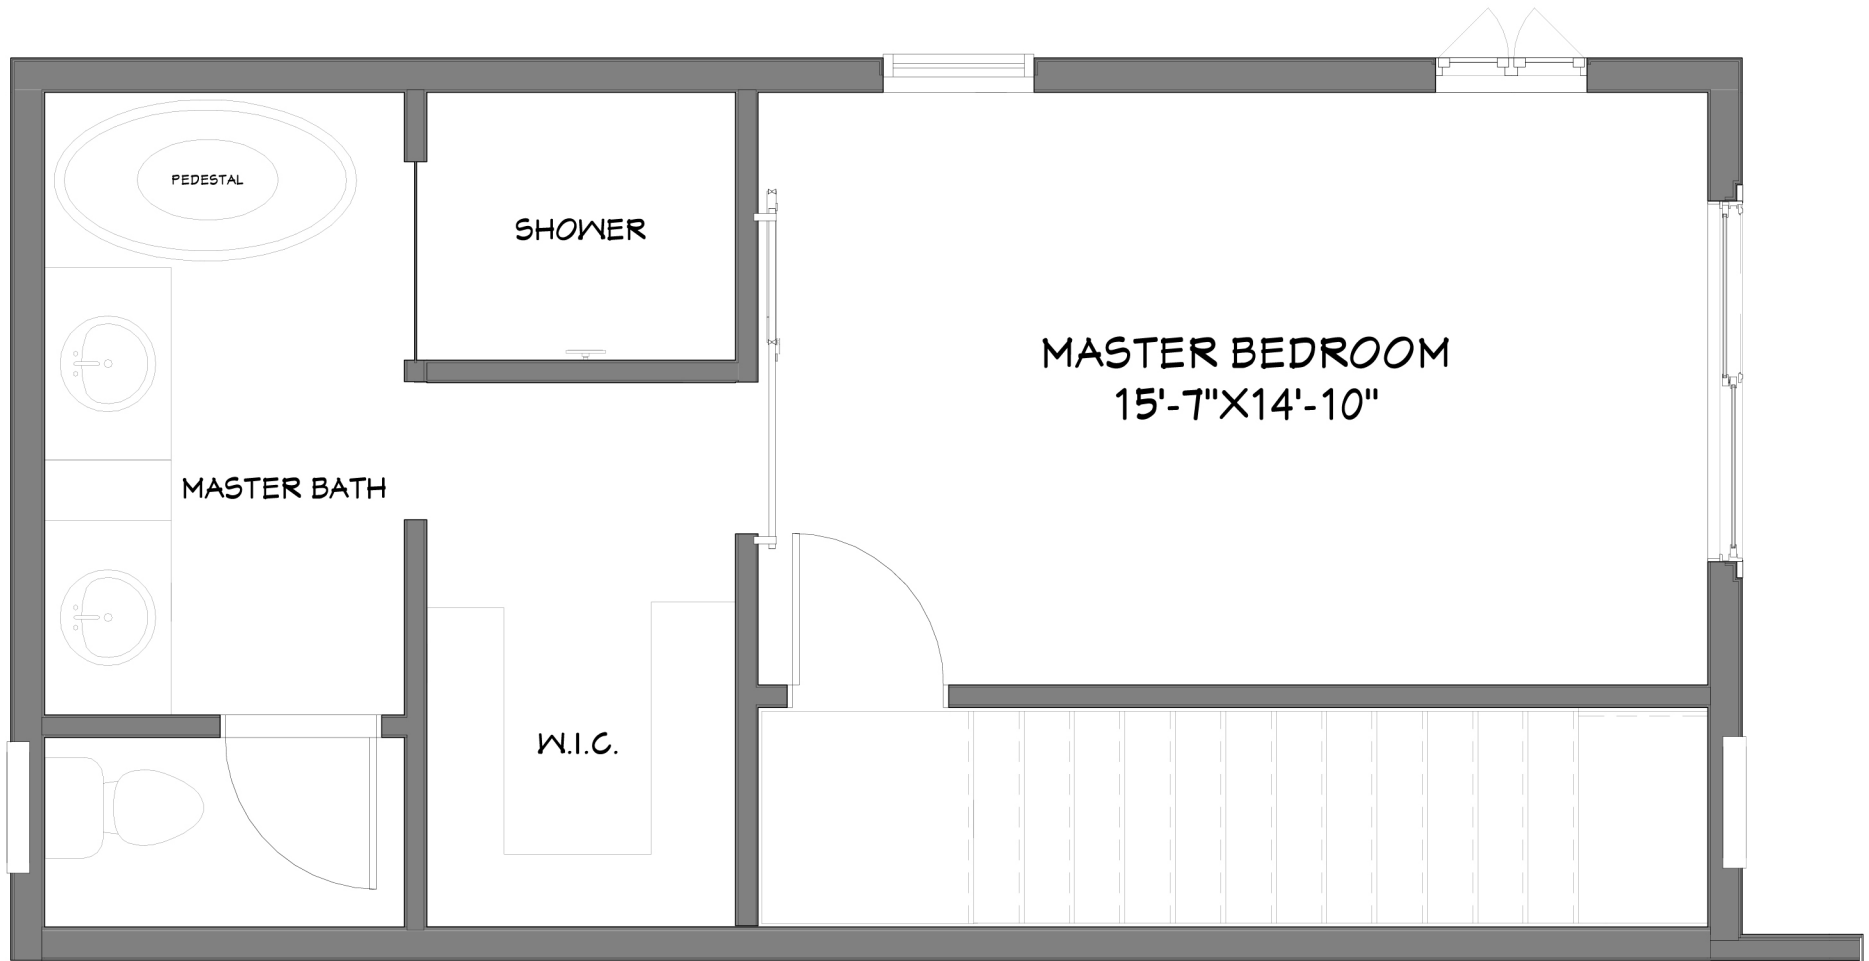 PEDESTAL
SHOWER
MASTER BEDROOM
15'-7"X14'-10"
MASTER BATH
W.I.C.